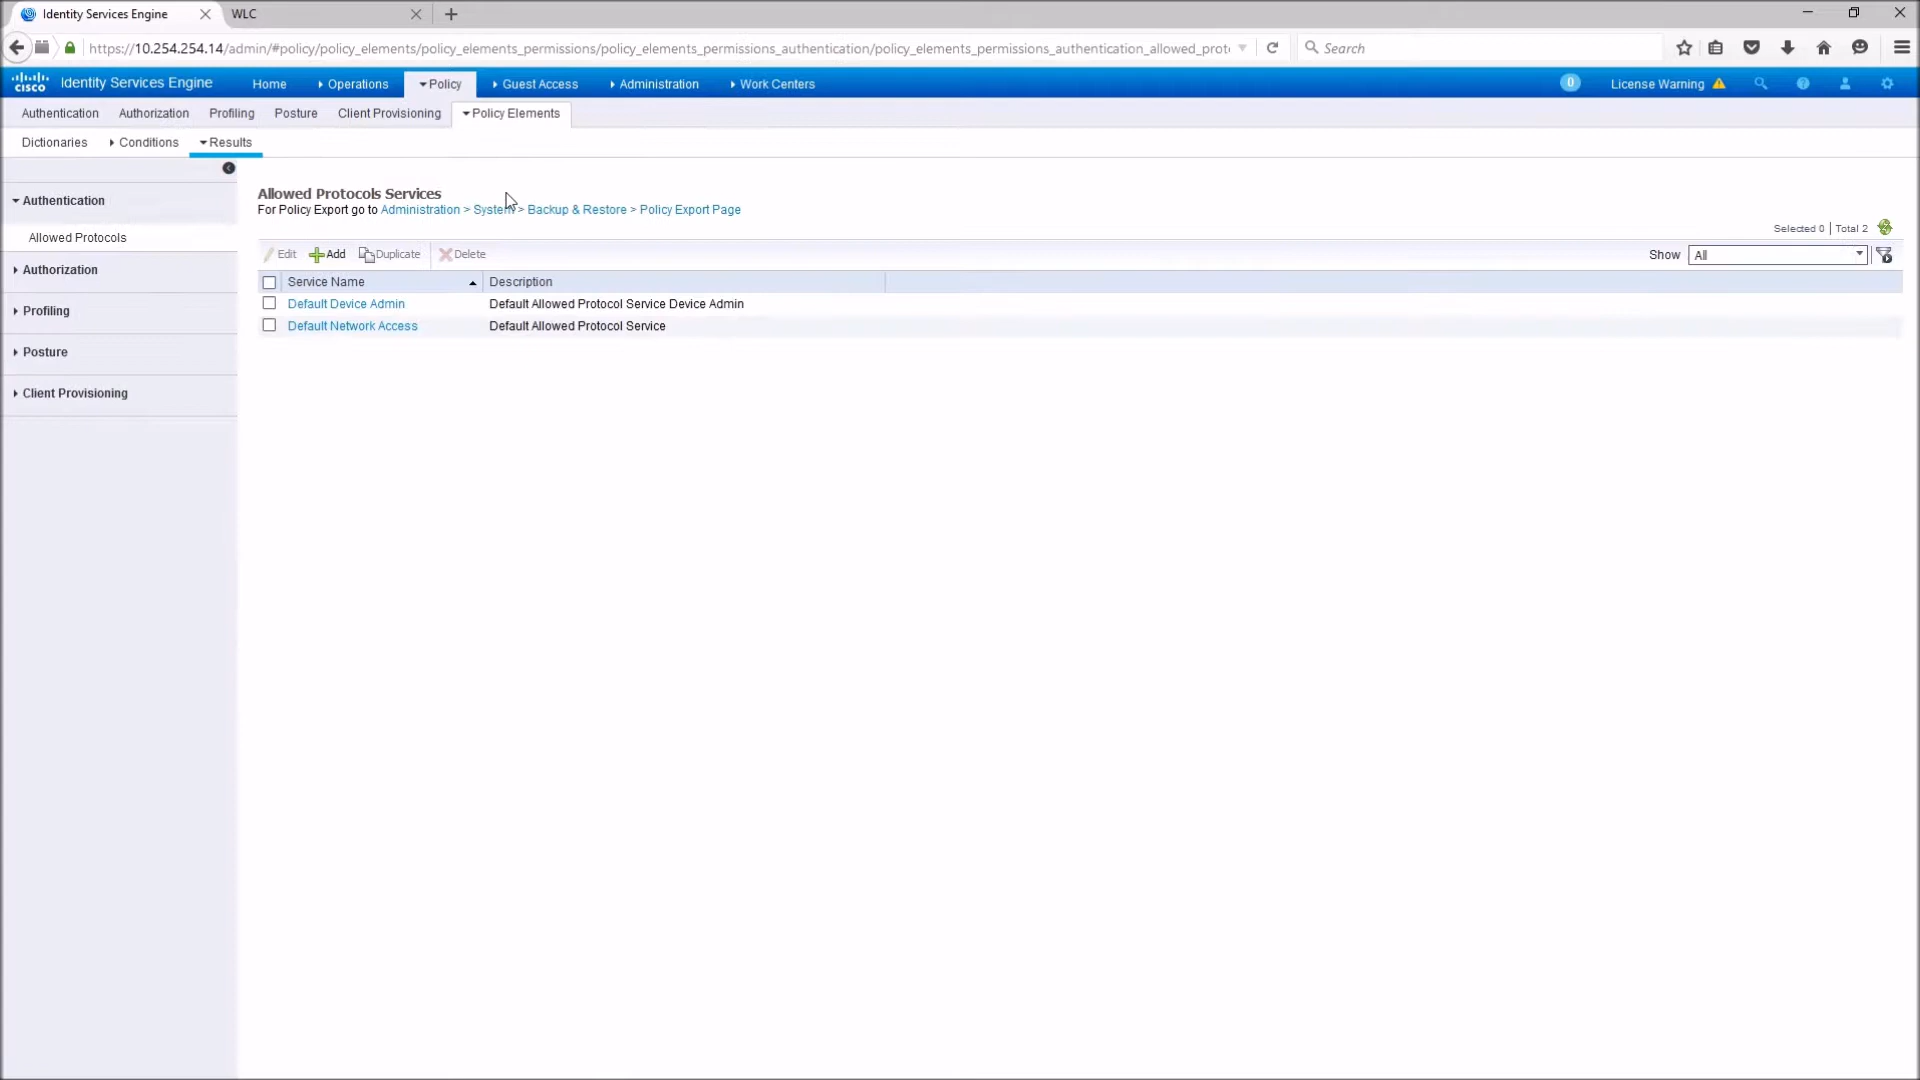 Identity Services Engine
WLC
https://10.254.254.14/admin/#policy/policy_elements/policy_elements_permissions/policy_elements_permissions_authentication/policy_elements_permissions_authentication_allowed_prot
Search
cisco Identity Services Engine Home Operations Policy Guest Access Administration Work Centers 0 License Warning
Authentication Authorization Profiling Posture Client Provisioning Policy Elements
Dictionaries Conditions Results
Authentication
Allowed Protocols
Authorization
Profiling
Posture
Client Provisioning
Allowed Protocols Services
For Policy Export go to Administration > System > Backup & Restore > Policy Export Page
Selected 0 | Total 2
Edit Add Duplicate Delete Show All
Service Name Description
Default Device Admin Default Allowed Protocol Service Device Admin
Default Network Access Default Allowed Protocol Service